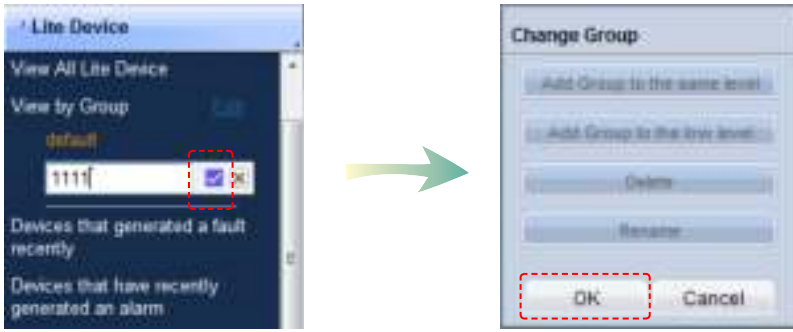 Lite Device
View All Lite Device
View by Group Edit
default
1111
Devices that generated a fault
recently
Devices that have recently
generated an alarm
Change Group
Add Group to the same level
Add Group to the low level
Delete
Rename
OK Cancel